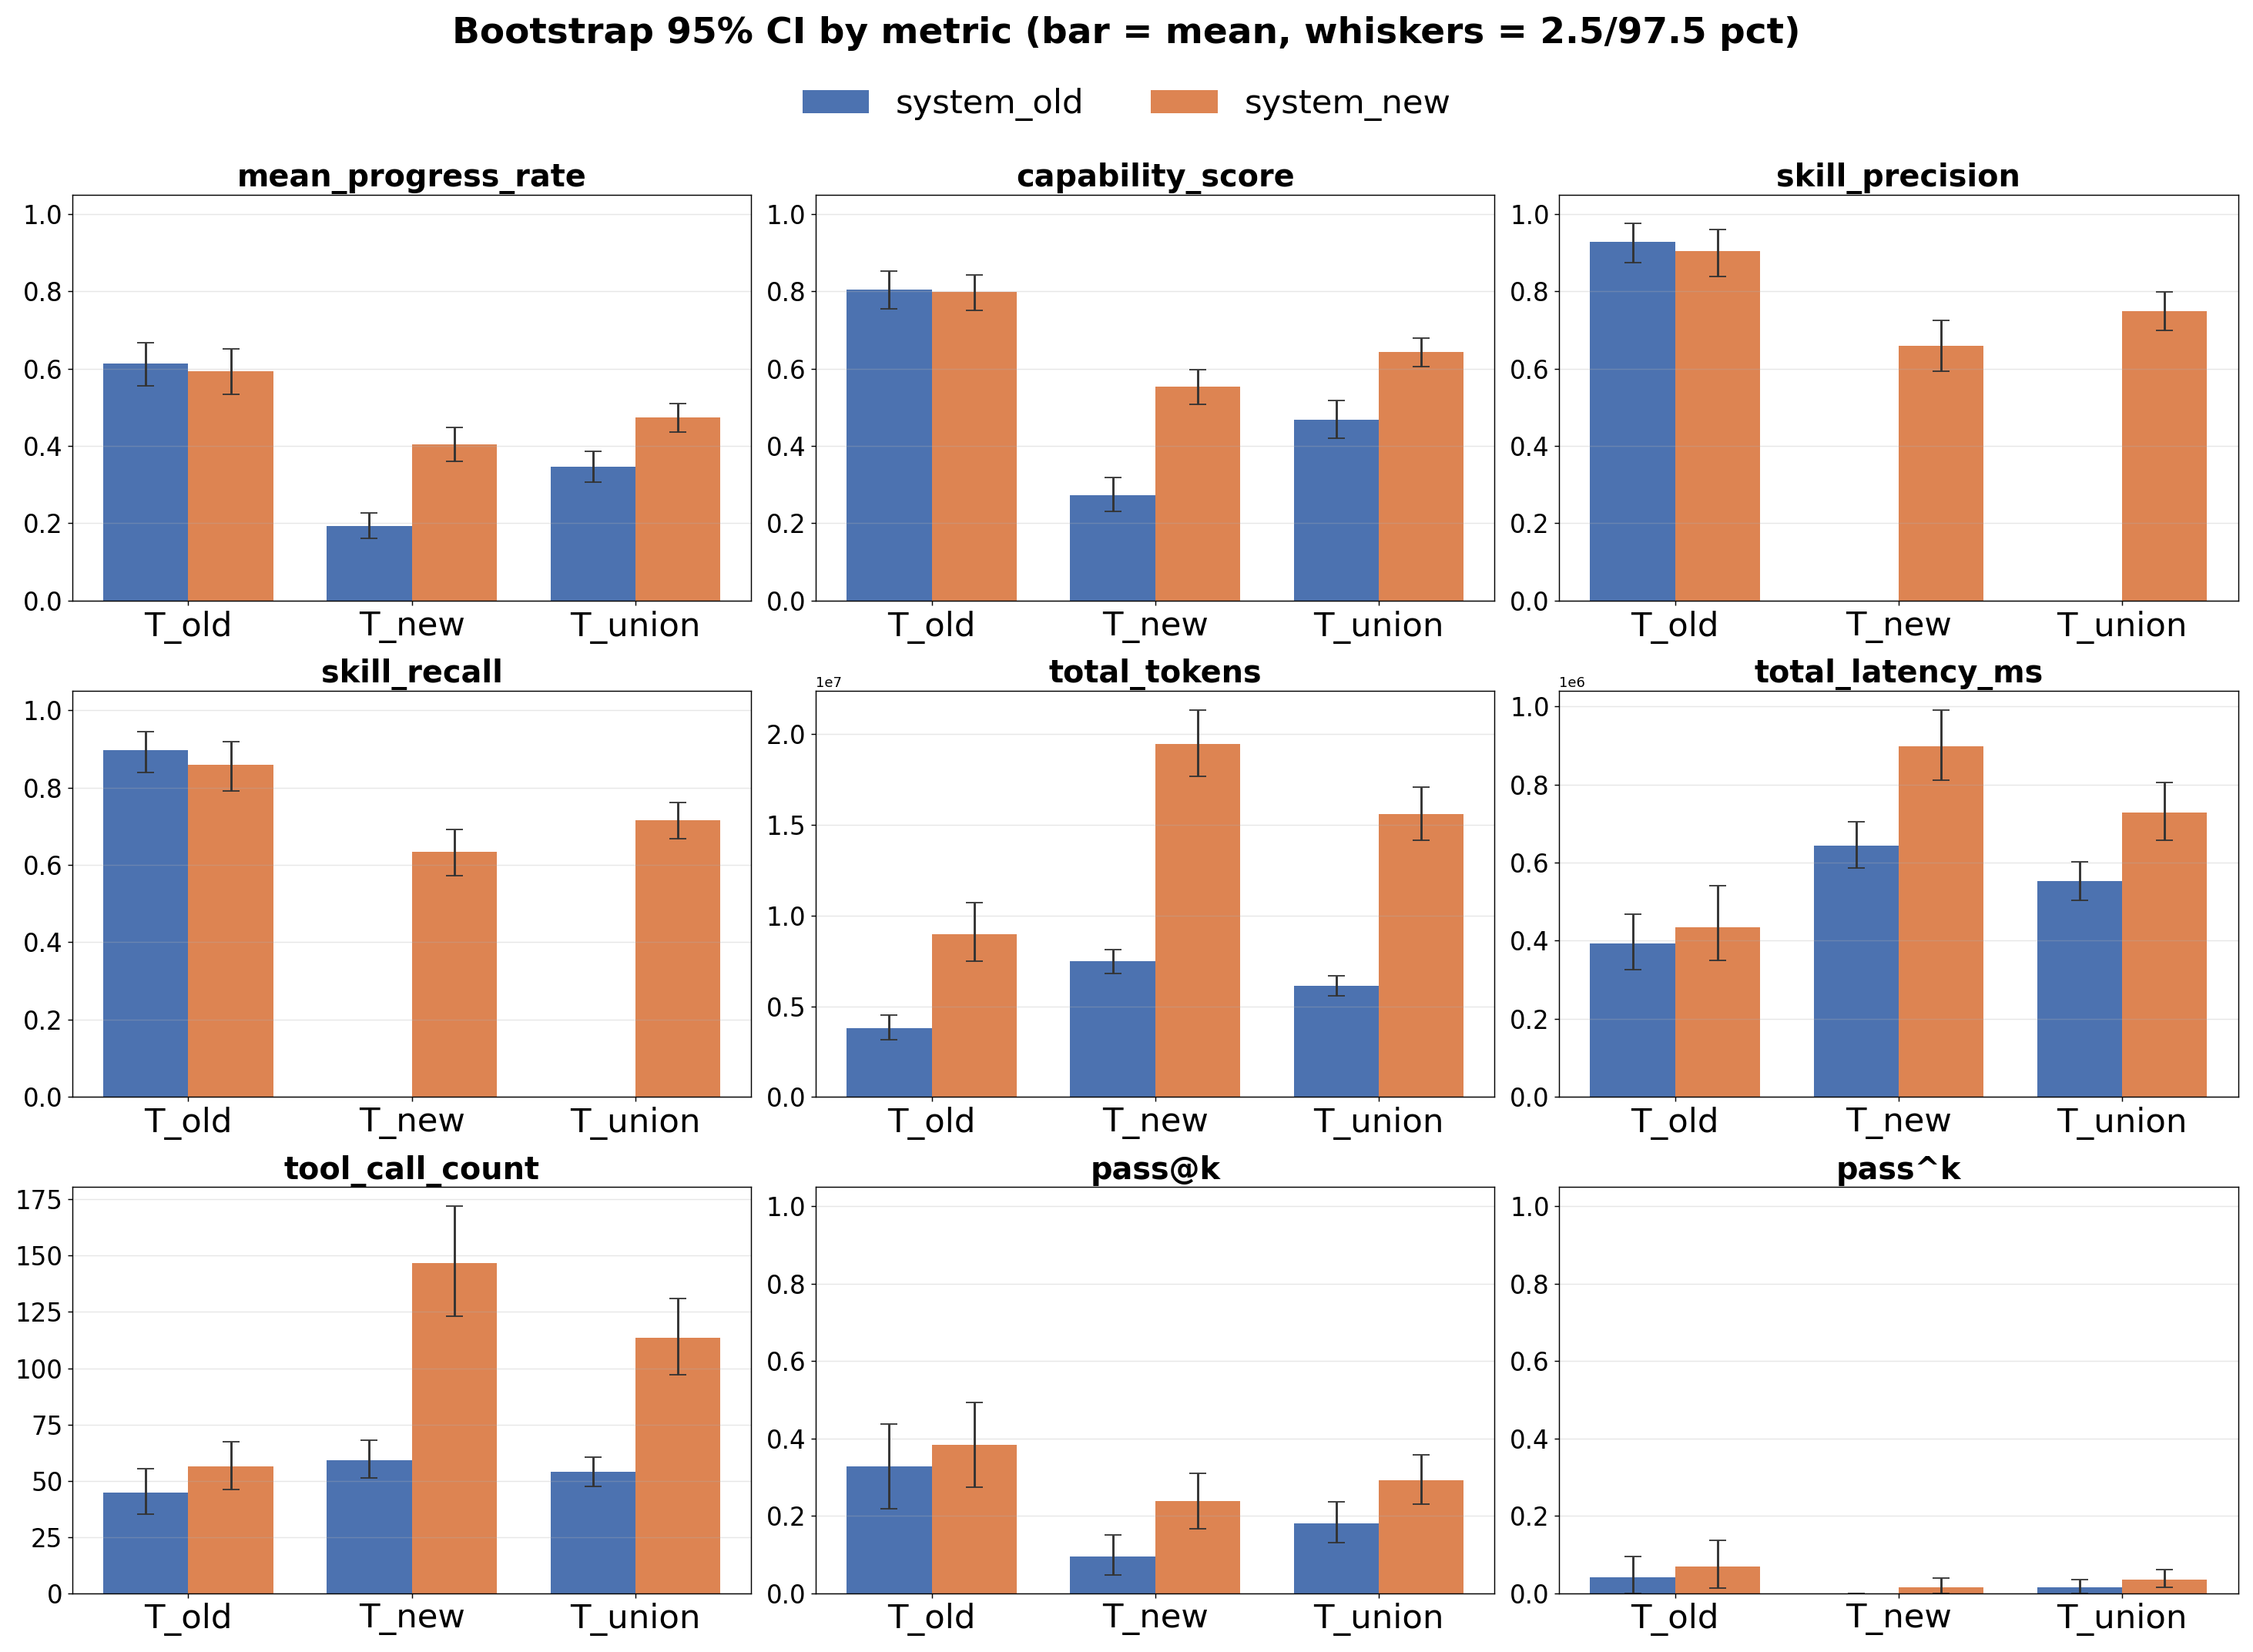 Bootstrap 95% CI by metric (bar = mean, whiskers = 2.5/97.5 pct)
system_old system_new
mean_progress_rate
1.0
0.8
0.6
0.4
0.2
0.0
T_old T_new T_union
capability_score
1.0
0.8
0.6
0.4
0.2
0.0
T_old T_new T_union
skill_precision
1.0
0.8
0.6
0.4
0.2
0.0
T_old T_new T_union
skill_recall
1.0
0.8
0.6
0.4
0.2
0.0
T_old T_new T_union
total_tokens
1e7
2.0
1.5
1.0
0.5
0.0
T_old T_new T_union
total_latency_ms
1e6
1.0
0.8
0.6
0.4
0.2
0.0
T_old T_new T_union
tool_call_count
175
150
125
100
75
50
25
0
T_old T_new T_union
pass@k
1.0
0.8
0.6
0.4
0.2
0.0
T_old T_new T_union
pass^k
1.0
0.8
0.6
0.4
0.2
0.0
T_old T_new T_union